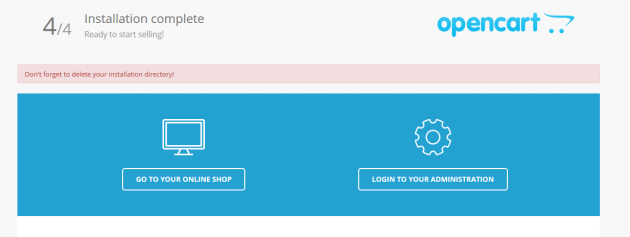 4/4
Installation complete
Ready to start selling!
opencart
Don't forget to delete your installation directory!
GO TO YOUR ONLINE SHOP
LOGIN TO YOUR ADMINISTRATION